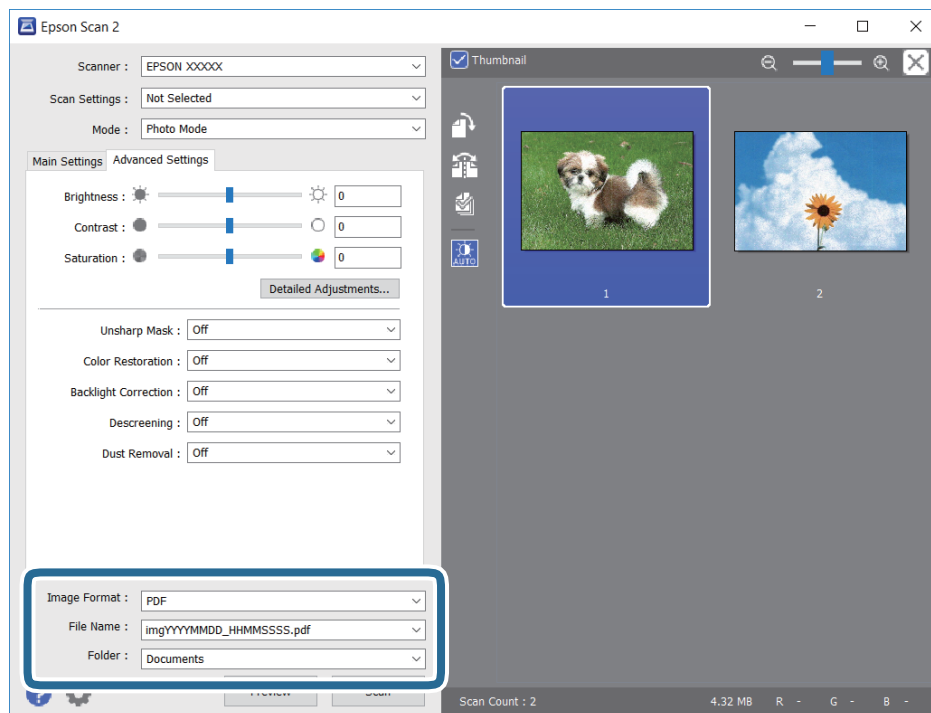 Epson Scan 2
Scanner : EPSON XXXXX
Scan Settings : Not Selected
Mode : Photo Mode
Main Settings Advanced Settings
Brightness : 0
Contrast : 0
Saturation : 0
Detailed Adjustments...
Unsharp Mask : Off
Color Restoration : Off
Backlight Correction : Off
Descreening : Off
Dust Removal : Off
Image Format : PDF
File Name : imgYYYYMMDD_HHMMSSSS.pdf
Folder : Documents
Preview Scan
Thumbnail
AUTO
1 2
Scan Count : 2 4.32 MB R - G - B -